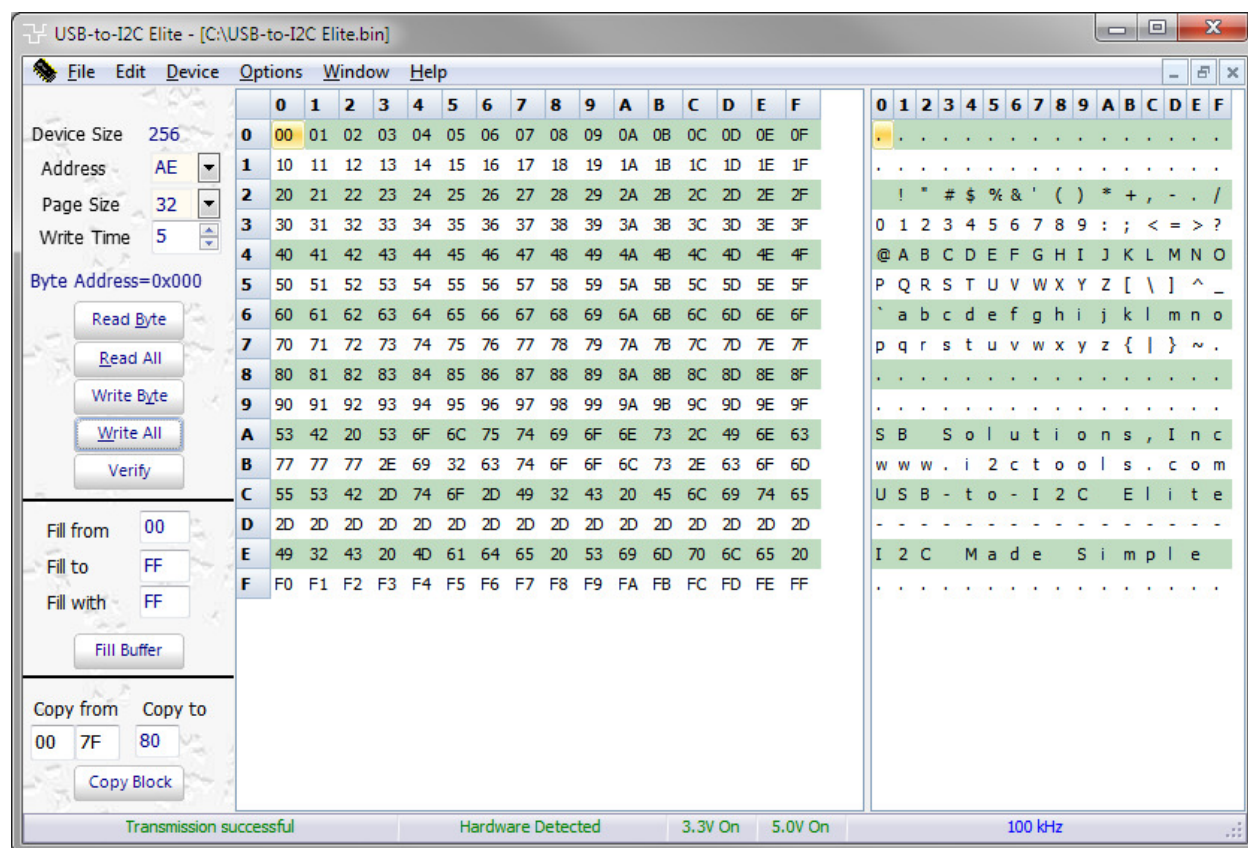 USB-to-I2C Elite - [C:\USB-to-I2C Elite.bin]
File Edit Device Options Window Help
Device Size 256
Address AE
Page Size 32
Write Time 5
Byte Address=0x000
Read Byte
Read All
Write Byte
Write All
Verify
Fill from 00
Fill to FF
Fill with FF
Fill Buffer
Copy from Copy to
00 7F 80
Copy Block
0 1 2 3 4 5 6 7 8 9 A B C D E F
0 00 01 02 03 04 05 06 07 08 09 0A 0B 0C 0D 0E 0F
1 10 11 12 13 14 15 16 17 18 19 1A 1B 1C 1D 1E 1F
2 20 21 22 23 24 25 26 27 28 29 2A 2B 2C 2D 2E 2F
3 30 31 32 33 34 35 36 37 38 39 3A 3B 3C 3D 3E 3F
4 40 41 42 43 44 45 46 47 48 49 4A 4B 4C 4D 4E 4F
5 50 51 52 53 54 55 56 57 58 59 5A 5B 5C 5D 5E 5F
6 60 61 62 63 64 65 66 67 68 69 6A 6B 6C 6D 6E 6F
7 70 71 72 73 74 75 76 77 78 79 7A 7B 7C 7D 7E 7F
8 80 81 82 83 84 85 86 87 88 89 8A 8B 8C 8D 8E 8F
9 90 91 92 93 94 95 96 97 98 99 9A 9B 9C 9D 9E 9F
A 53 42 20 53 6F 6C 75 74 69 6F 6E 73 2C 49 6E 63
B 77 77 77 2E 69 32 63 74 6F 6F 6C 73 2E 63 6F 6D
C 55 53 42 2D 74 6F 2D 49 32 43 20 45 6C 69 74 65
D 2D 2D 2D 2D 2D 2D 2D 2D 2D 2D 2D 2D 2D 2D 2D 2D
E 49 32 43 20 4D 61 64 65 20 53 69 6D 70 6C 65 20
F F0 F1 F2 F3 F4 F5 F6 F7 F8 F9 FA FB FC FD FE FF
0 1 2 3 4 5 6 7 8 9 A B C D E F
. . . . . . . . . . . . . . . .
. . . . . . . . . . . . . . . .
! " # $ % & ' ( ) * + , - . /
0 1 2 3 4 5 6 7 8 9 : ; < = > ?
@ A B C D E F G H I J K L M N O
P Q R S T U V W X Y Z [ \ ] ^ _
` a b c d e f g h i j k l m n o
p q r s t u v w x y z { | } ~ .
. . . . . . . . . . . . . . . .
. . . . . . . . . . . . . . . .
S B   S o l u t i o n s , I n c
w w w . i 2 c t o o l s . c o m
U S B - t o - I 2 C   E l i t e
- - - - - - - - - - - - - - - -
I 2 C   M a d e   S i m p l e
. . . . . . . . . . . . . . . .
Transmission successful Hardware Detected 3.3V On 5.0V On 100 kHz